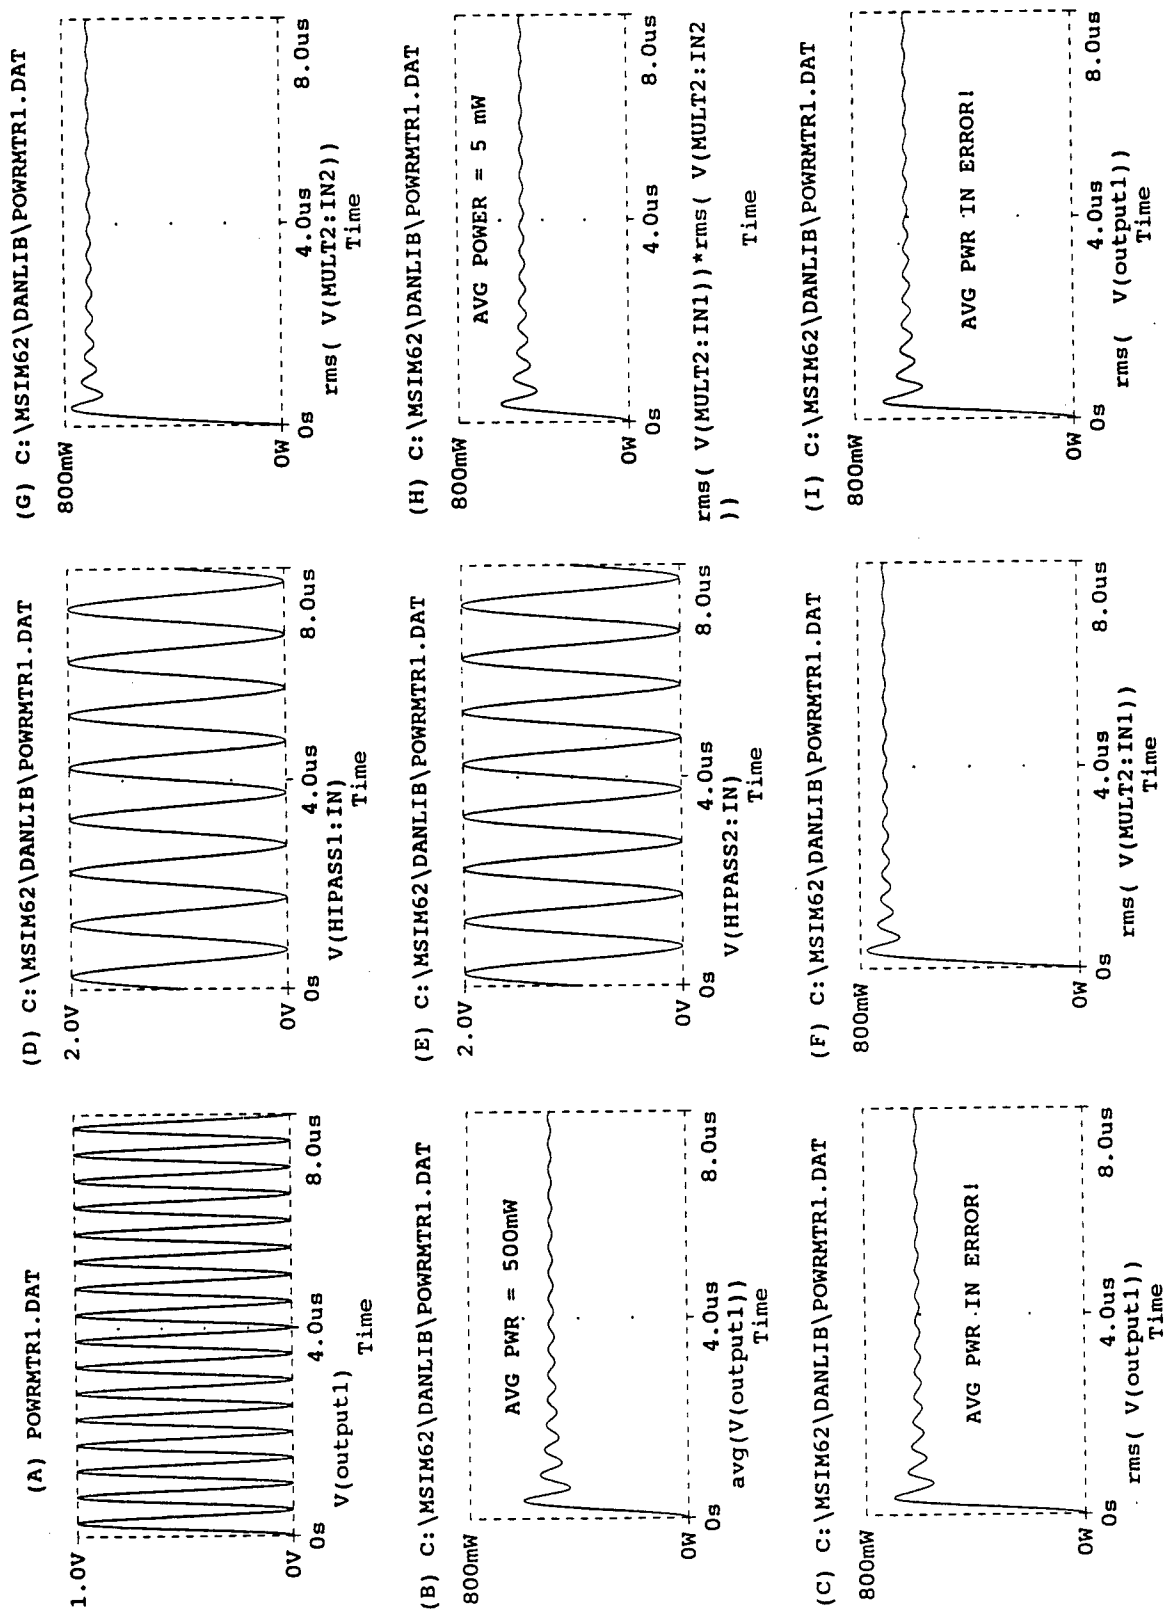 (A) POWRMTR1.DAT
1.0V
0V
0s
4.0us
8.0us
V(output1)
Time
(B) C:\MSIM62\DANLIB\POWRMTR1.DAT
800mW
AVG PWR = 500mW
0W
0s
4.0us
8.0us
avg(V(output1))
Time
(C) C:\MSIM62\DANLIB\POWRMTR1.DAT
800mW
AVG PWR IN ERROR!
0W
0s
4.0us
8.0us
rms( V(output1))
Time
(D) C:\MSIM62\DANLIB\POWRMTR1.DAT
2.0V
0V
0s
4.0us
8.0us
V(HIPASS1:IN)
Time
(E) C:\MSIM62\DANLIB\POWRMTR1.DAT
2.0V
0V
0s
4.0us
8.0us
V(HIPASS2:IN)
Time
(F) C:\MSIM62\DANLIB\POWRMTR1.DAT
800mW
0W
0s
4.0us
8.0us
rms( V(MULT2:IN1))
Time
(G) C:\MSIM62\DANLIB\POWRMTR1.DAT
800mW
0W
0s
4.0us
8.0us
rms( V(MULT2:IN2))
Time
(H) C:\MSIM62\DANLIB\POWRMTR1.DAT
800mW
AVG POWER = 5 mW
0W
0s
4.0us
8.0us
Time
rms( V(MULT2:IN1))*rms( V(MULT2:IN2
))
(I) C:\MSIM62\DANLIB\POWRMTR1.DAT
800mW
AVG PWR IN ERROR!
0W
0s
4.0us
8.0us
rms( V(output1))
Time